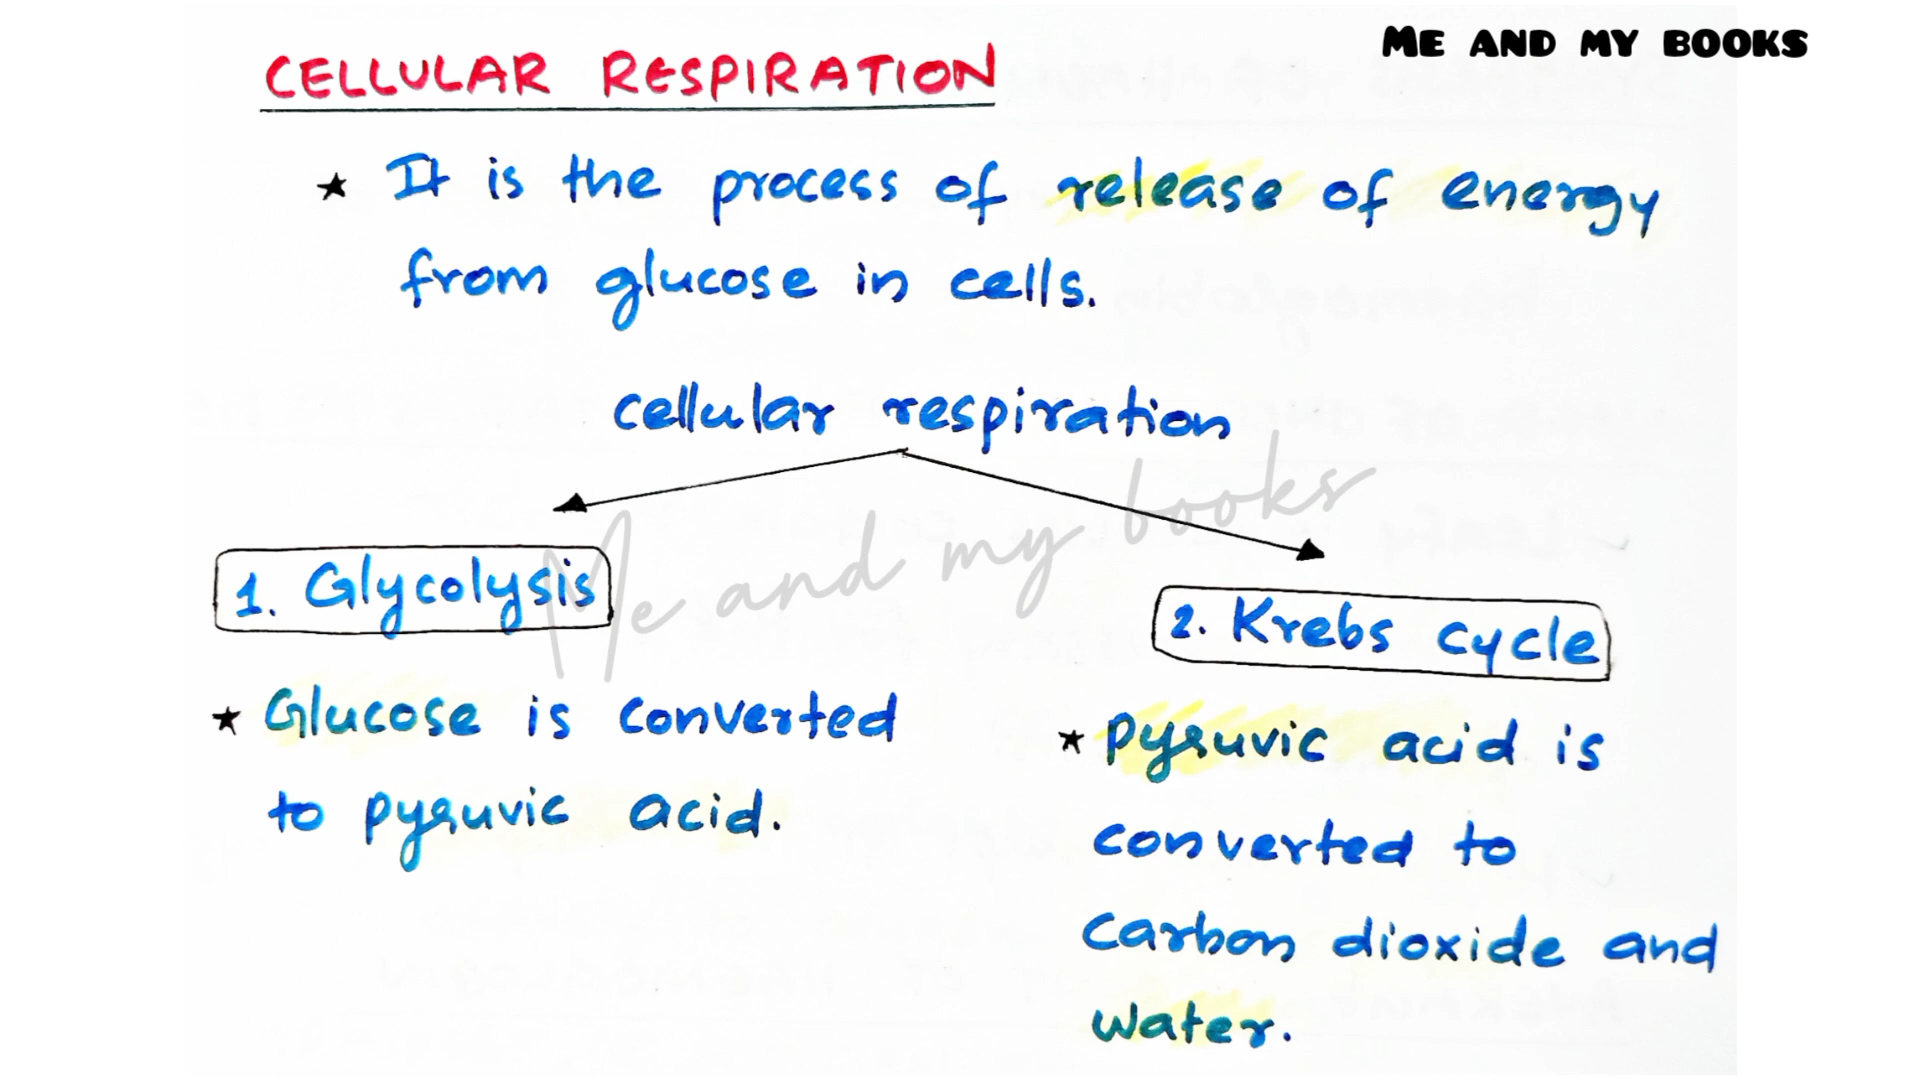 ME AND MY BOOKS
CELLULAR RESPIRATION
★ It is the process of release of energy
from glucose in cells.
cellular respiration
1. Glycolysis
2. Krebs cycle
Me and my books
★ Glucose is converted
to pyruvic acid.
★ Pyruvic acid is
converted to
carbon dioxide and
water.